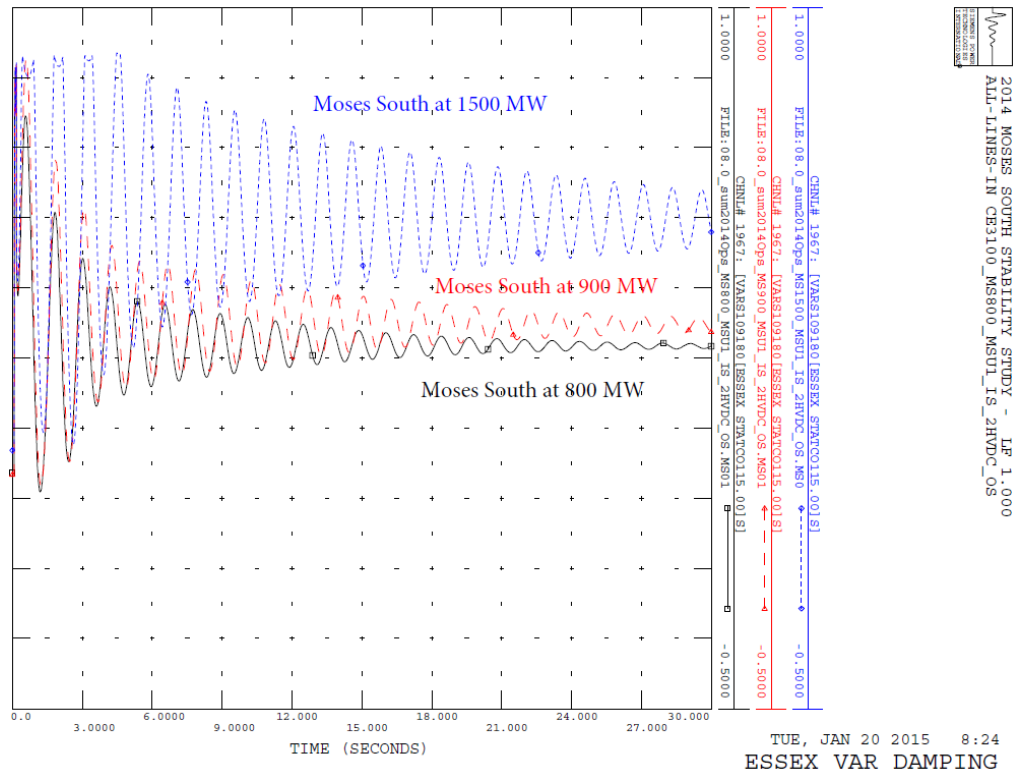 Moses South at 1500 MW
Moses South at 900 MW
Moses South at 800 MW
0.0
3.0000
6.0000
9.0000
12.000
15.000
18.000
21.000
24.000
27.000
30.000
TIME (SECONDS)
1.0000
FILE:08.0_sum2014Ops_MS800_MSU1_IS_2HVDC_OS.MS01
-0.5000
CHNL# 1967: [VARS109180[ESSEX STATCO115.00]S]
1.0000
FILE:08.0_sum2014Ops_MS900_MSU1_IS_2HVDC_OS.MS01
-0.5000
CHNL# 1967: [VARS109180[ESSEX STATCO115.00]S]
1.0000
FILE:08.0_sum2014Ops_MS1500_MSU1_IS_2HVDC_OS.MS0
-0.5000
CHNL# 1967: [VARS109180[ESSEX STATCO115.00]S]
SIEMENS POWER
TECHNOLOGIES
INTERNATIONAL
2014 MOSES SOUTH STABILITY STUDY - LF 1.000
ALL-LINES-IN CE3100_MS800_MSU1_IS_2HVDC_OS
TUE, JAN 20 2015 8:24
ESSEX VAR DAMPING